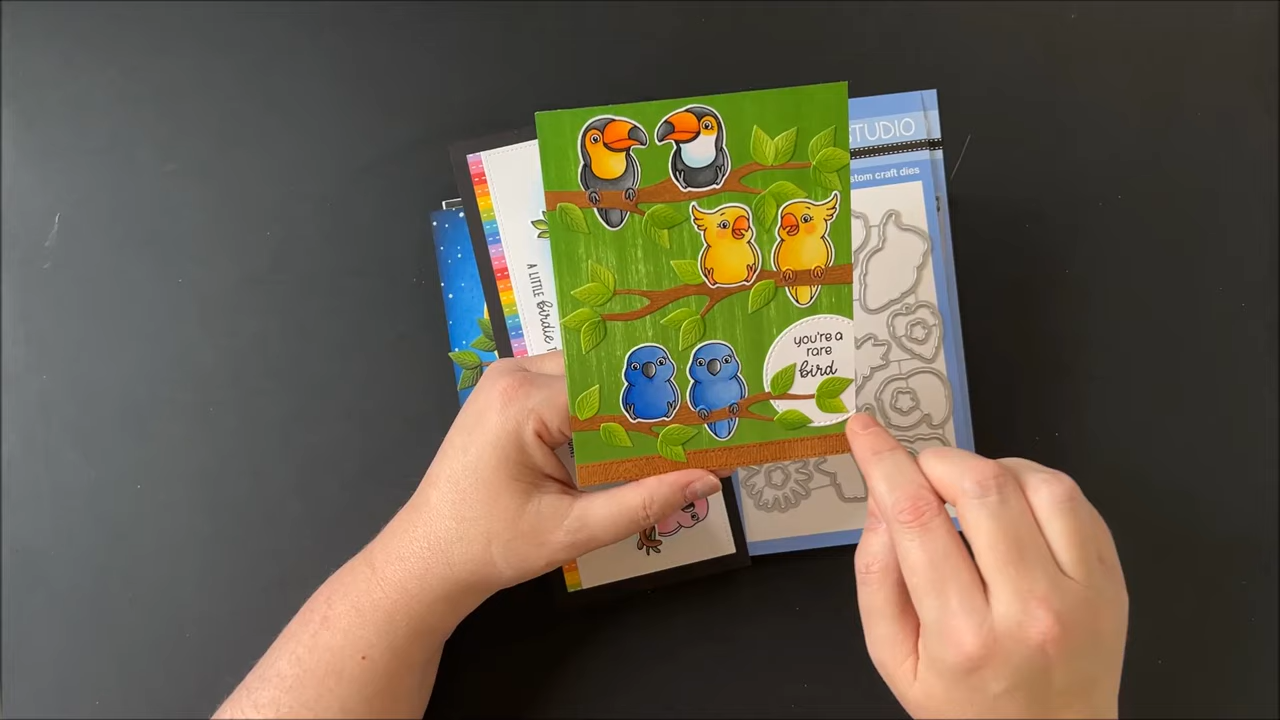 STUDIO
stom craft dies
A LITTLE birdie T
you're a
rare
bird